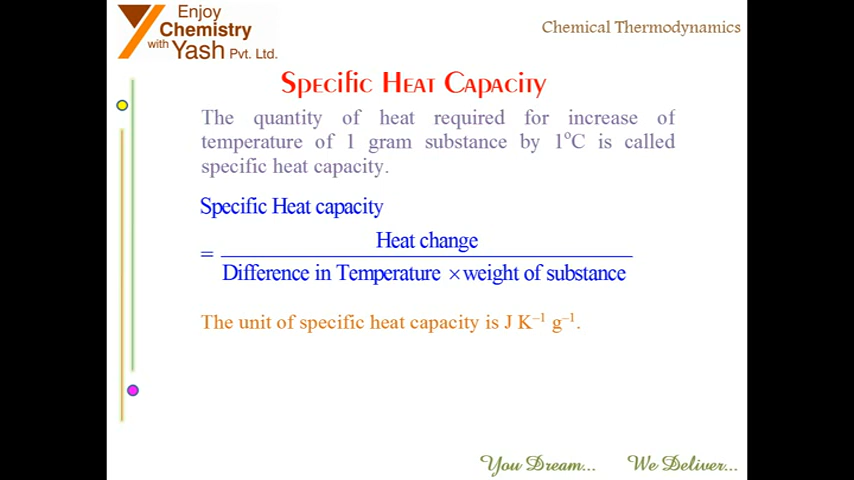 Enjoy
Chemistry
with Yash Pvt. Ltd.
Chemical Thermodynamics
Specific Heat Capacity
The quantity of heat required for increase of
temperature of 1 gram substance by 1°C is called
specific heat capacity.
Specific Heat capacity
= Heat change
Difference in Temperature × weight of substance
The unit of specific heat capacity is J K⁻¹ g⁻¹.
You Dream... We Deliver...